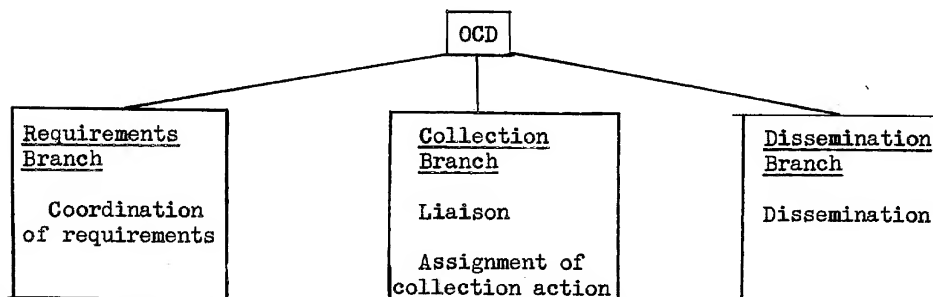 OCD
Requirements
Branch
Coordination
of requirements
Collection
Branch
Liaison
Assignment of
collection action
Dissemination
Branch
Dissemination